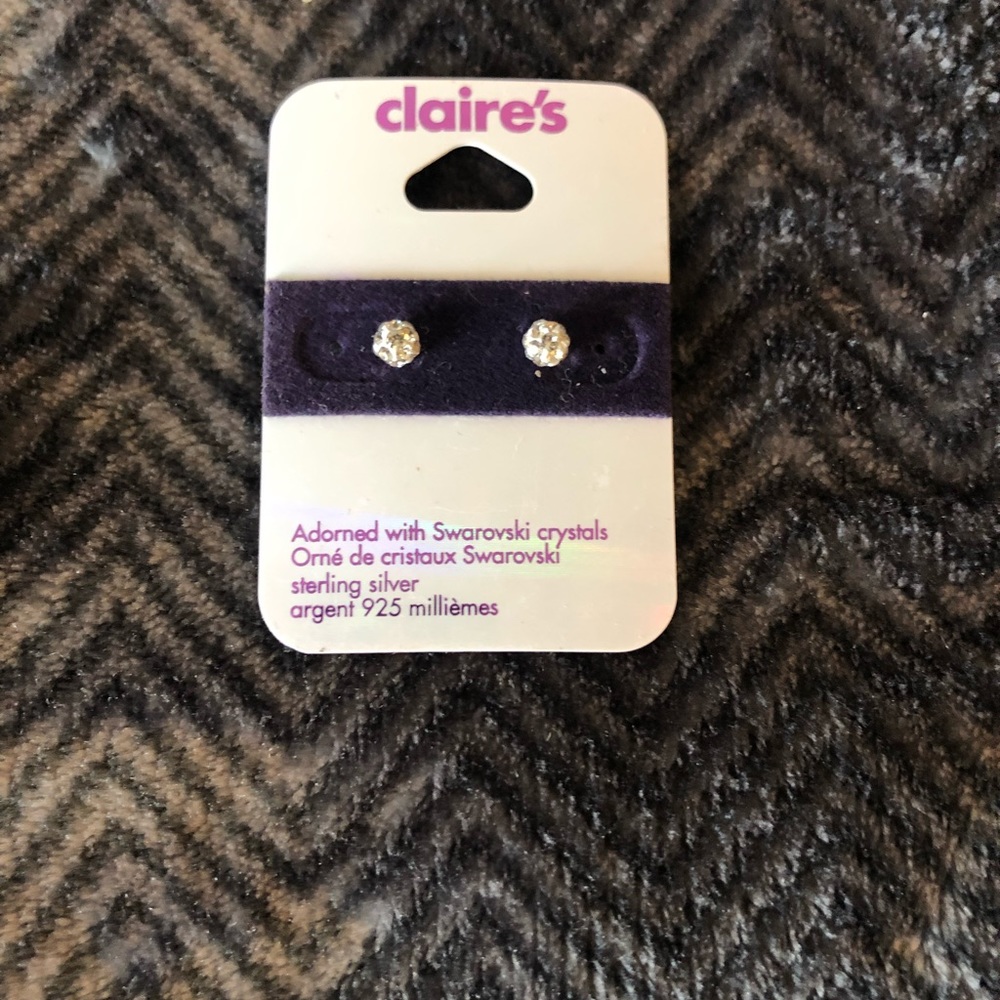 claire's
Adorned with Swarovski crystals
Orné de cristaux Swarovski
sterling silver
argent 925 millièmes